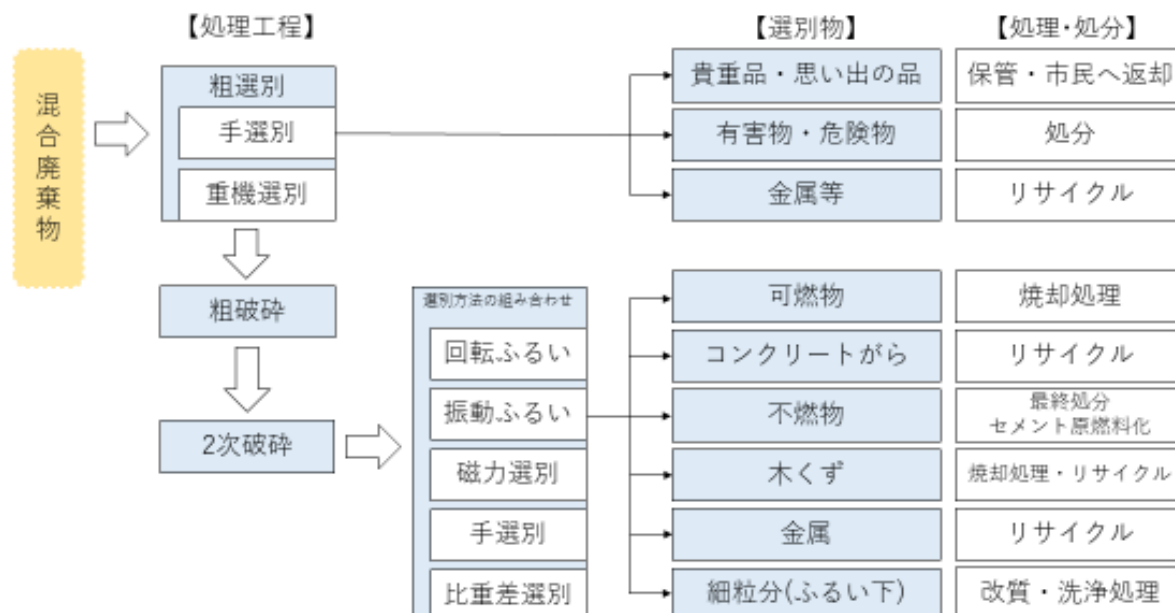 【処理工程】
【選別物】
【処理・処分】
混合廃棄物
粗選別
手選別
重機選別
貴重品・思い出の品
保管・市民へ返却
有害物・危険物
処分
金属等
リサイクル
粗破砕
2次破砕
選別方法の組み合わせ
回転ふるい
振動ふるい
磁力選別
手選別
比重差選別
可燃物
焼却処理
コンクリートがら
リサイクル
不燃物
最終処分
セメント原燃料化
木くず
焼却処理・リサイクル
金属
リサイクル
細粒分(ふるい下)
改質・洗浄処理